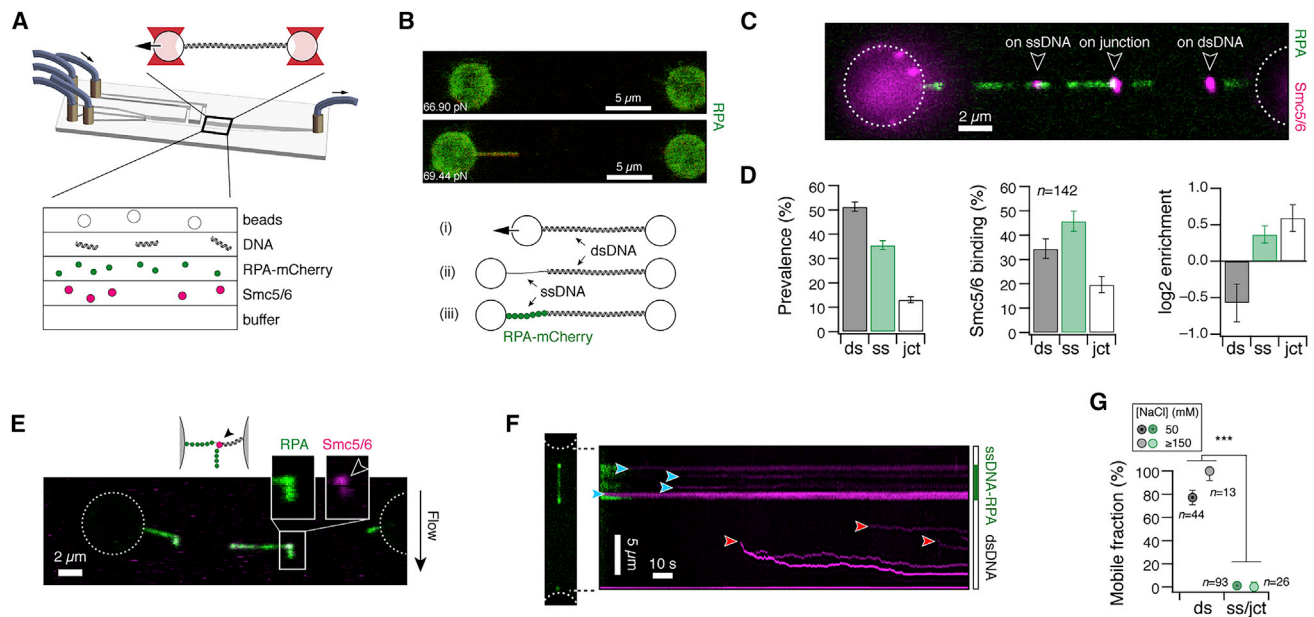 A
beads
DNA
RPA-mCherry
Smc5/6
buffer
B
66.90 pN
5 µm
69.44 pN
5 µm
RPA
(i)
dsDNA
(ii)
ssDNA
(iii)
RPA-mCherry
C
on ssDNA
on junction
on dsDNA
2 µm
RPA
Smc5/6
D
Prevalence (%)
60
50
40
30
20
10
0
ds
ss
jct
Smc5/6 binding (%)
n=142
60
50
40
30
20
10
0
ds
ss
jct
log2 enrichment
1.0
0.5
0.0
−0.5
−1.0
ds
ss
jct
E
RPA
Smc5/6
2 µm
Flow
F
5 µm
10 s
ssDNA-RPA
dsDNA
G
[NaCl] (mM)
50
≥150
***
Mobile fraction (%)
100
80
60
40
20
0
n=44
n=13
n=93
n=26
ds
ss/jct